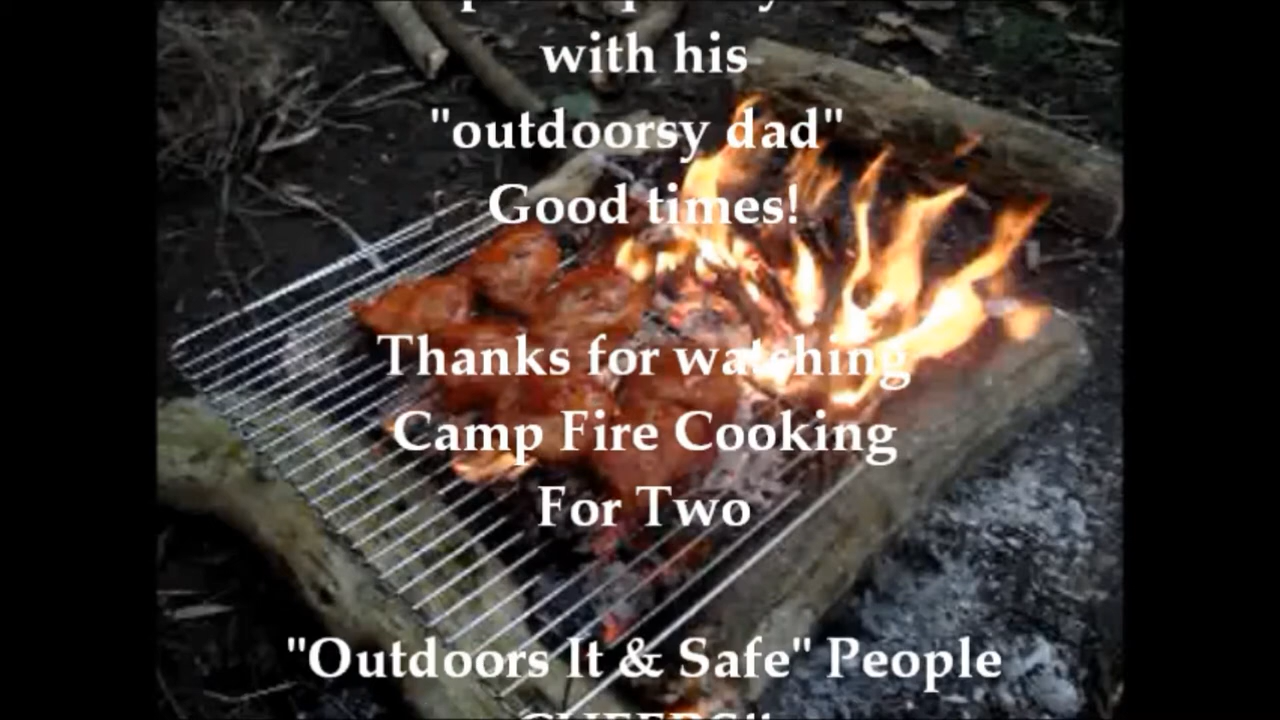 with his
"outdoorsy dad"
Good times!
Thanks for watching
Camp Fire Cooking
For Two
"Outdoors It & Safe" People